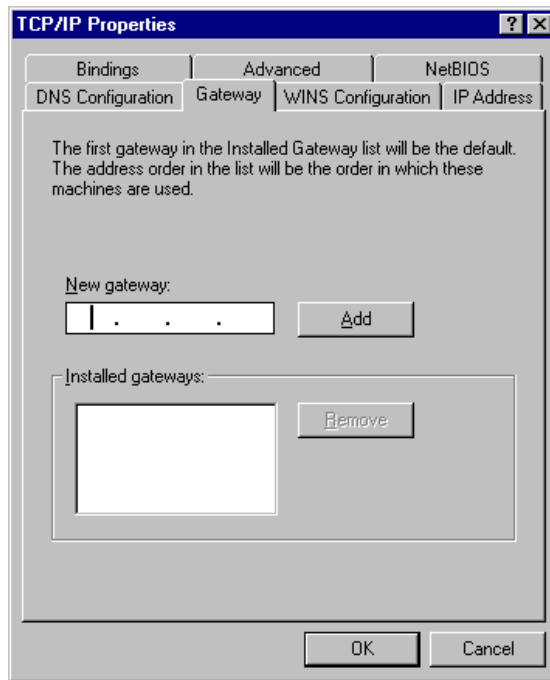 TCP/IP Properties
? ×
Bindings Advanced NetBIOS
DNS Configuration Gateway WINS Configuration IP Address
The first gateway in the Installed Gateway list will be the default.
The address order in the list will be the order in which these
machines are used.
New gateway:
. . .
Add
Installed gateways:
Remove
OK Cancel